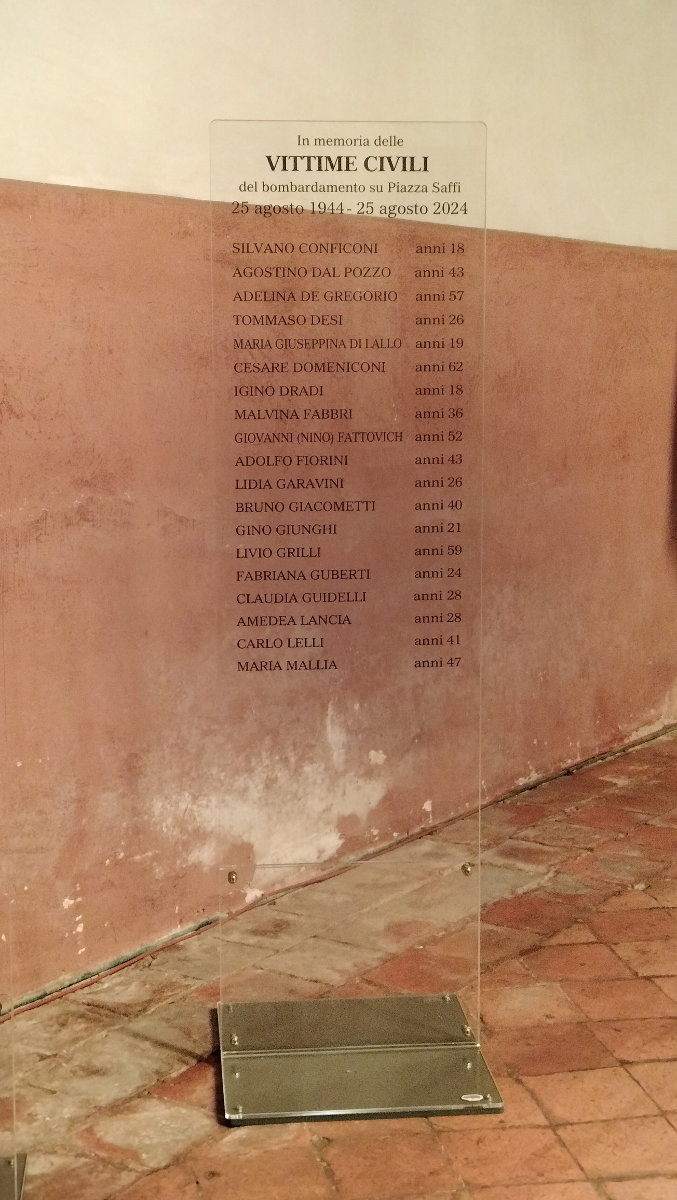 In memoria delle
VITTIME CIVILI
del bombardamento su Piazza Saffi
25 agosto 1944 - 25 agosto 2024
SILVANO CONFICONI anni 18
AGOSTINO DAL POZZO anni 43
ADELINA DE GREGORIO anni 57
TOMMASO DESI anni 26
MARIA GIUSEPPINA DI LALLO anni 19
CESARE DOMENICONI anni 62
IGINO DRADI anni 18
MALVINA FABBRI anni 36
GIOVANNI (NINO) FATTOVICH anni 52
ADOLFO FIORINI anni 43
LIDIA GARAVINI anni 26
BRUNO GIACOMETTI anni 40
GINO GIUNGHI anni 21
LIVIO GRILLI anni 59
FABRIANA GUBERTI anni 24
CLAUDIA GUIDELLI anni 28
AMEDEA LANCIA anni 28
CARLO LELLI anni 41
MARIA MALLIA anni 47